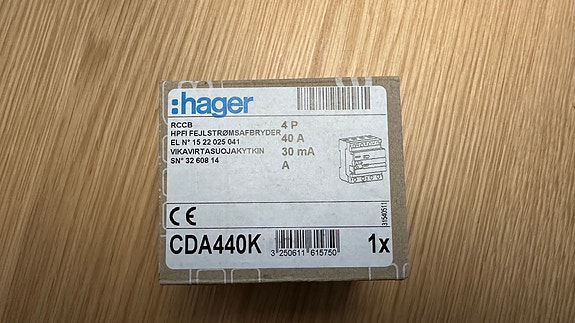 :hager
RCCB 4 P
HPFI FEJLSTRØMSAFBRYDER 40 A
EL N° 15 22 025 041
VIKAVIRTASUOJAKYTKIN 30 mA
SN° 32 608 14 A
31540511
CE
CDA440K 3 250611 615750 1x